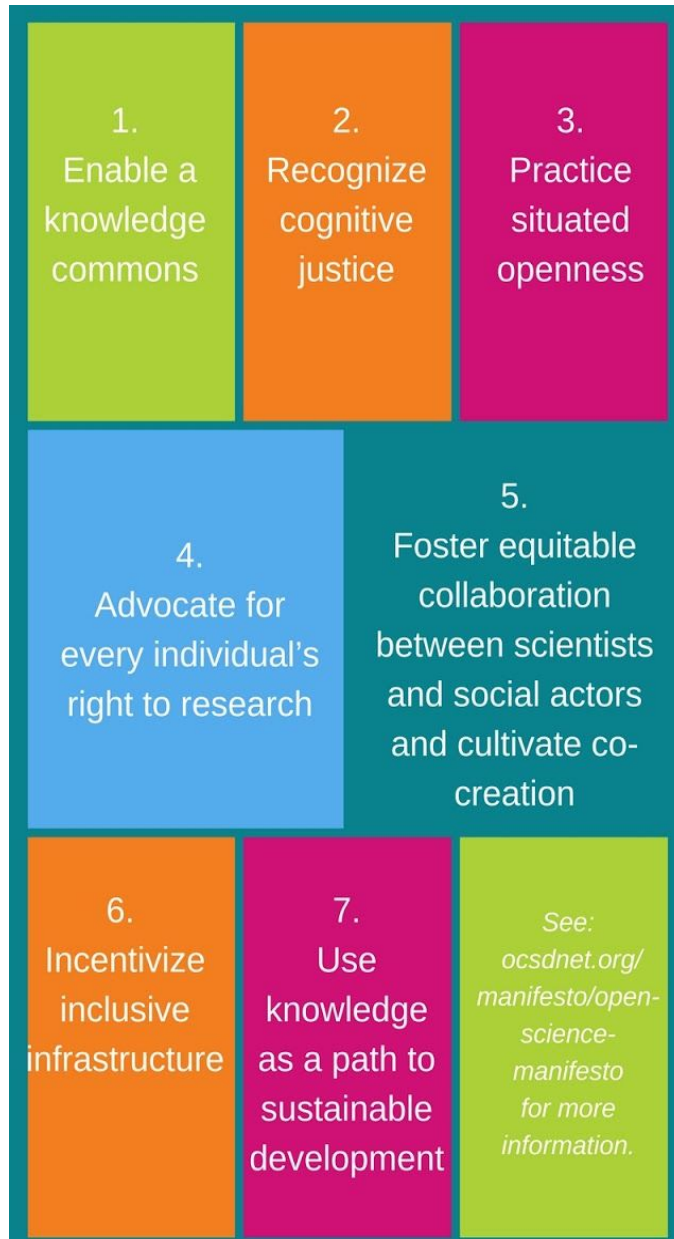 1.
Enable a
knowledge
commons
2.
Recognize
cognitive
justice
3.
Practice
situated
openness
4.
Advocate for
every individual’s
right to research
5.
Foster equitable
collaboration
between scientists
and social actors
and cultivate co-
creation
6.
Incentivize
inclusive
infrastructure
7.
Use
knowledge
as a path to
sustainable
development
See:
ocsdnet.org/
manifesto/open-
science-
manifesto
for more
information.